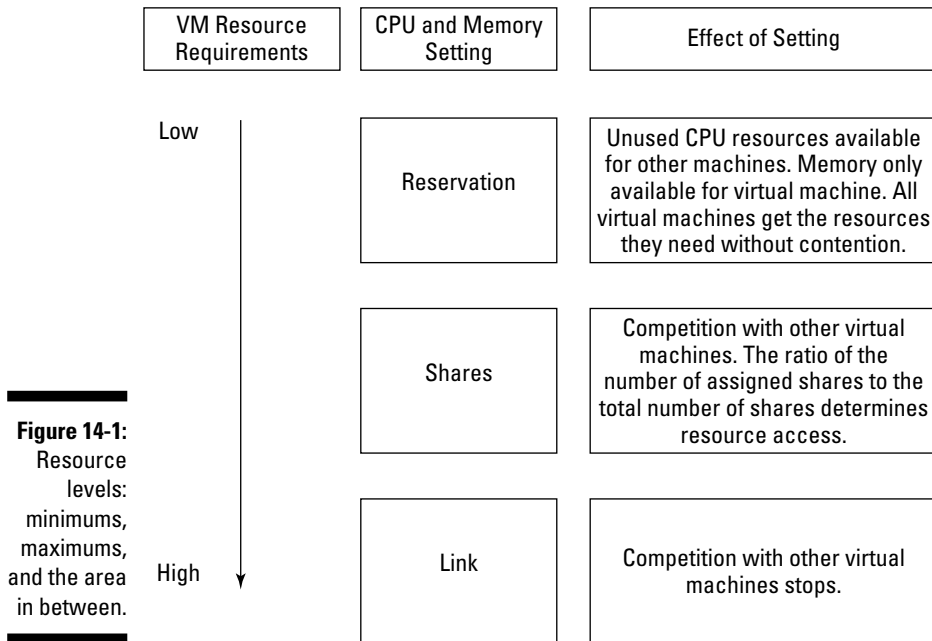 VM Resource
Requirements
CPU and Memory
Setting
Effect of Setting
Low
Reservation
Unused CPU resources available
for other machines. Memory only
available for virtual machine. All
virtual machines get the resources
they need without contention.
Shares
Competition with other virtual
machines. The ratio of the
number of assigned shares to the
total number of shares determines
resource access.
High
Link
Competition with other virtual
machines stops.
Figure 14-1:
Resource
levels:
minimums,
maximums,
and the area
in between.